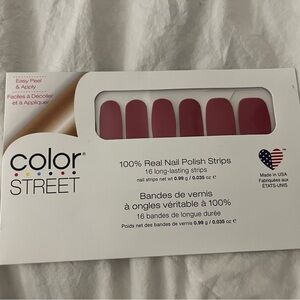 Easy Peel
& Apply
Faciles à Décoller
et à Appliquer
color
STREET
100% Real Nail Polish Strips
16 long-lasting strips
nail strips net wt 0.99 g / 0.035 oz ℮
Bandes de vernis
à ongles véritable à 100%
16 bandes de longue durée
Poids net des bandes de vernis 0.99 g / 0.035 oz ℮
Made in USA
Fabriquées aux
ÉTATS-UNIS